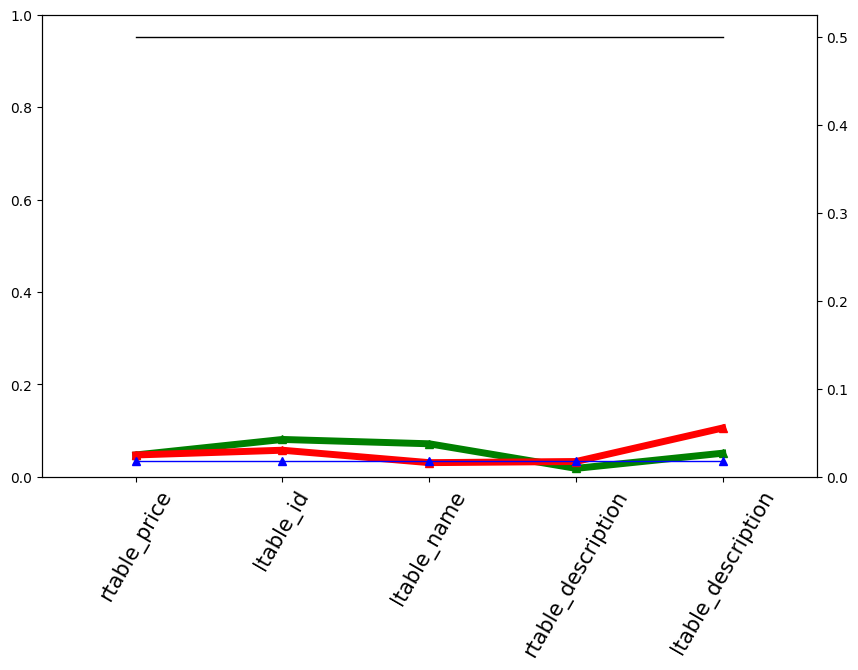 1.0
0.8
0.6
0.4
0.2
0.0
0.5
0.4
0.3
0.2
0.1
0.0
rtable_price
ltable_id
ltable_name
rtable_description
ltable_description